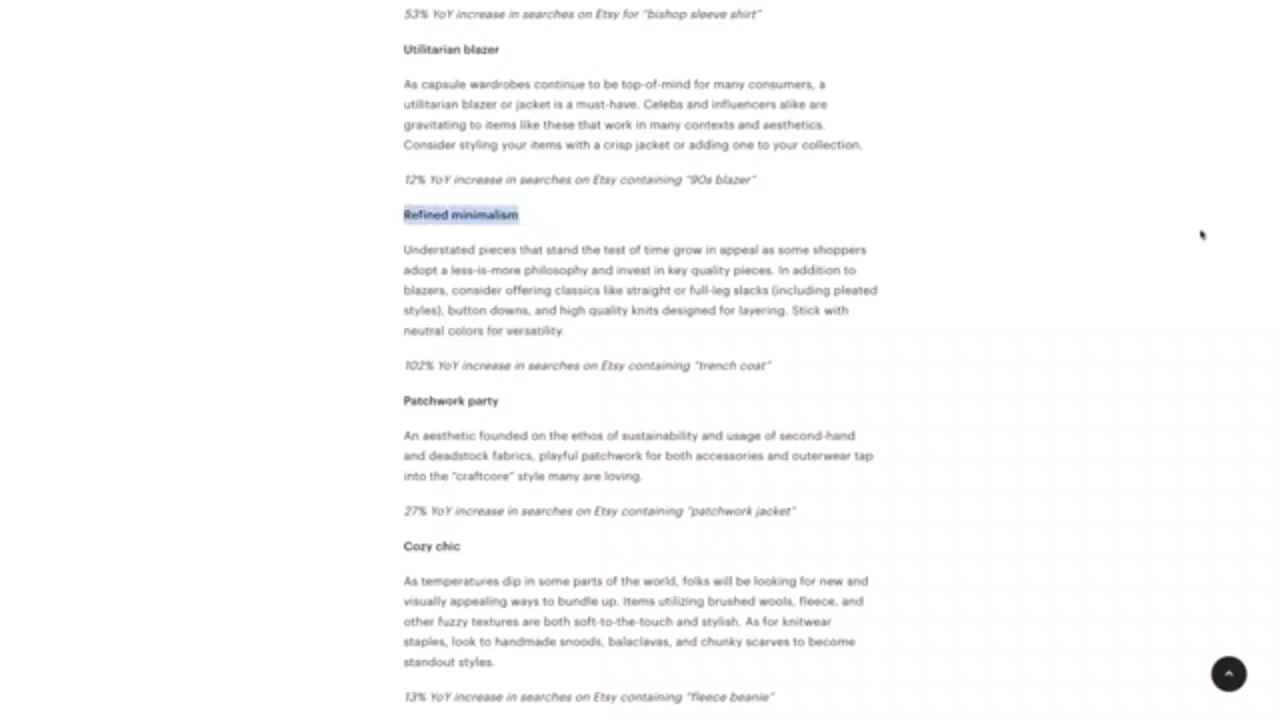 53% YoY increase in searches on Etsy for "bishop sleeve shirt"
Utilitarian blazer
As capsule wardrobes continue to be top-of-mind for many consumers, a
utilitarian blazer or jacket is a must-have. Celebs and influencers alike are
gravitating to items like these that work in many contexts and aesthetics.
Consider styling your items with a crisp jacket or adding one to your collection.
12% YoY increase in searches on Etsy containing "90s blazer"
Refined minimalism
Understated pieces that stand the test of time grow in appeal as some shoppers
adopt a less-is-more philosophy and invest in key quality pieces. In addition to
blazers, consider offering classics like straight or full-leg slacks (including pleated
styles), button downs, and high quality knits designed for layering. Stick with
neutral colors for versatility.
102% YoY increase in searches on Etsy containing "trench coat"
Patchwork party
An aesthetic founded on the ethos of sustainability and usage of second-hand
and deadstock fabrics, playful patchwork for both accessories and outerwear tap
into the "craftcore" style many are loving.
27% YoY increase in searches on Etsy containing "patchwork jacket"
Cozy chic
As temperatures dip in some parts of the world, folks will be looking for new and
visually appealing ways to bundle up. Items utilizing brushed wools, fleece, and
other fuzzy textures are both soft-to-the-touch and stylish. As for knitwear
staples, look to handmade snoods, balaclavas, and chunky scarves to become
standout styles.
13% YoY increase in searches on Etsy containing "fleece beanie"